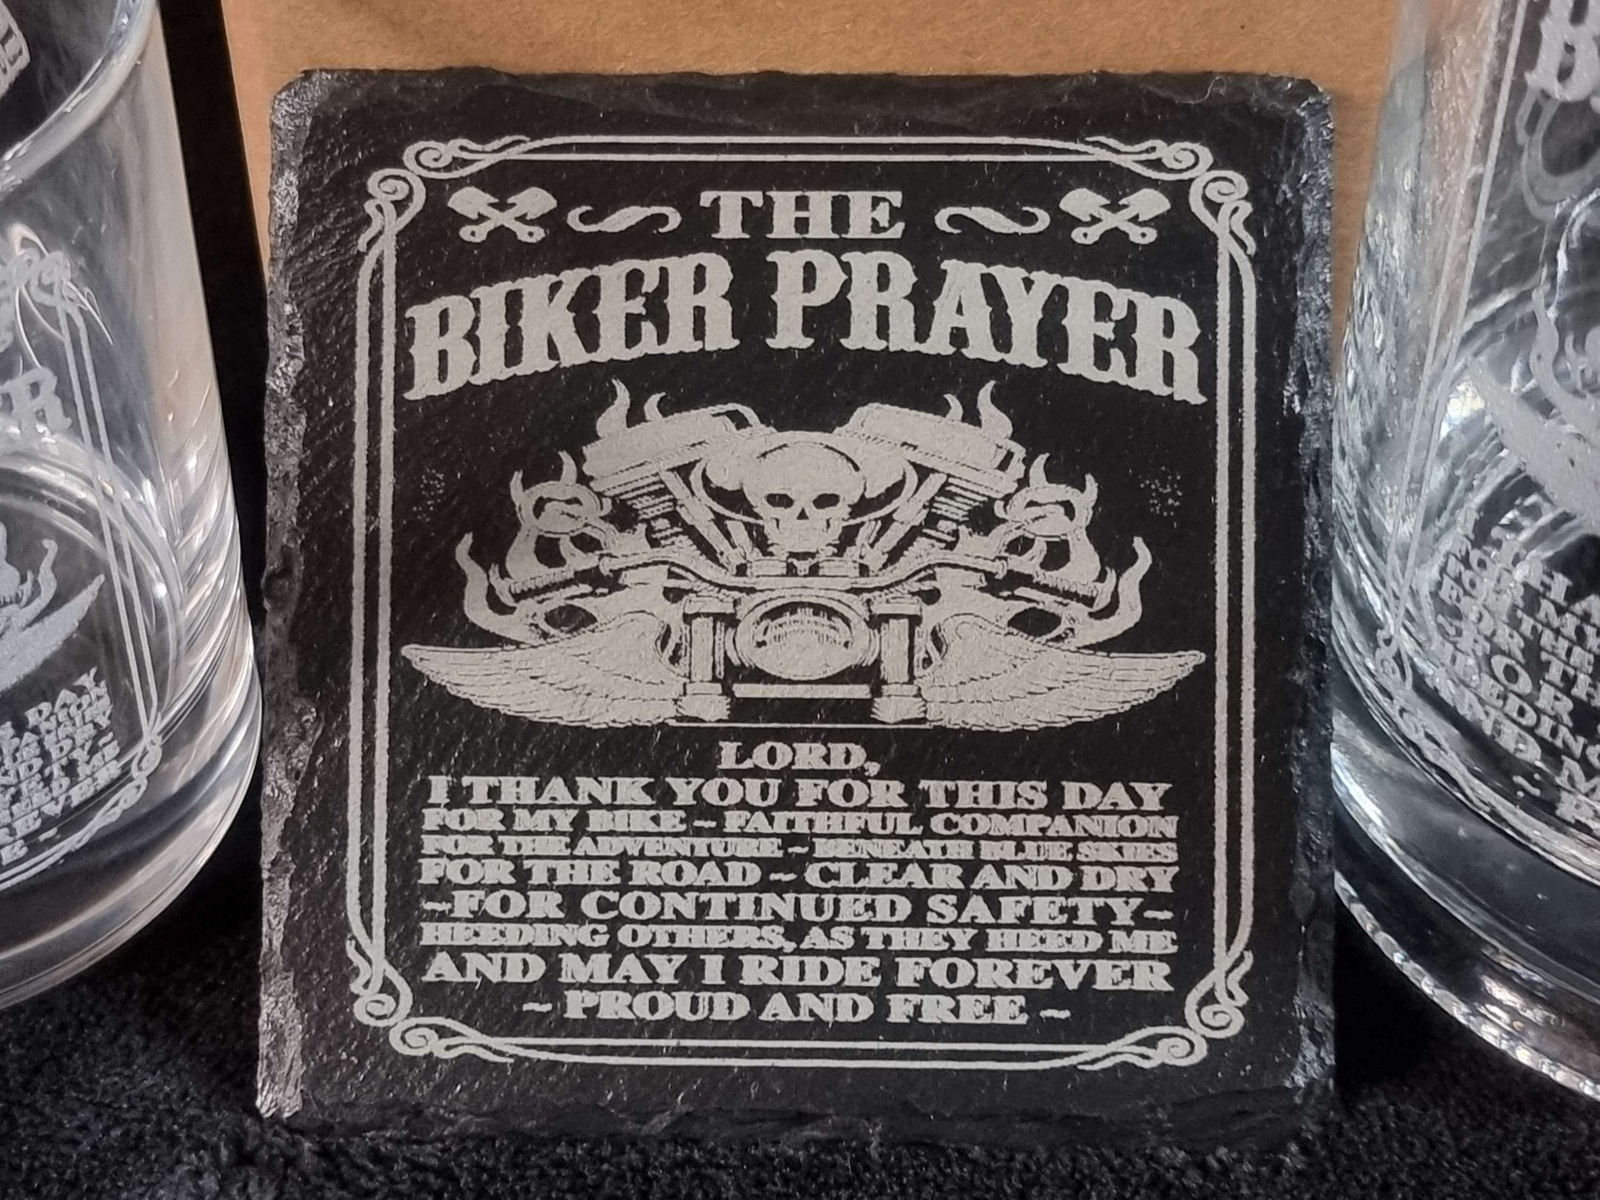 THE
BIKER PRAYER
LORD,
I THANK YOU FOR THIS DAY
FOR MY BIKE ~ FAITHFUL COMPANION
FOR THE ADVENTURE ~ BENEATH BLUE SKIES
FOR THE ROAD ~ CLEAR AND DRY
~FOR CONTINUED SAFETY~
HEEDING OTHERS, AS THEY HEED ME
AND MAY I RIDE FOREVER
~ PROUD AND FREE ~